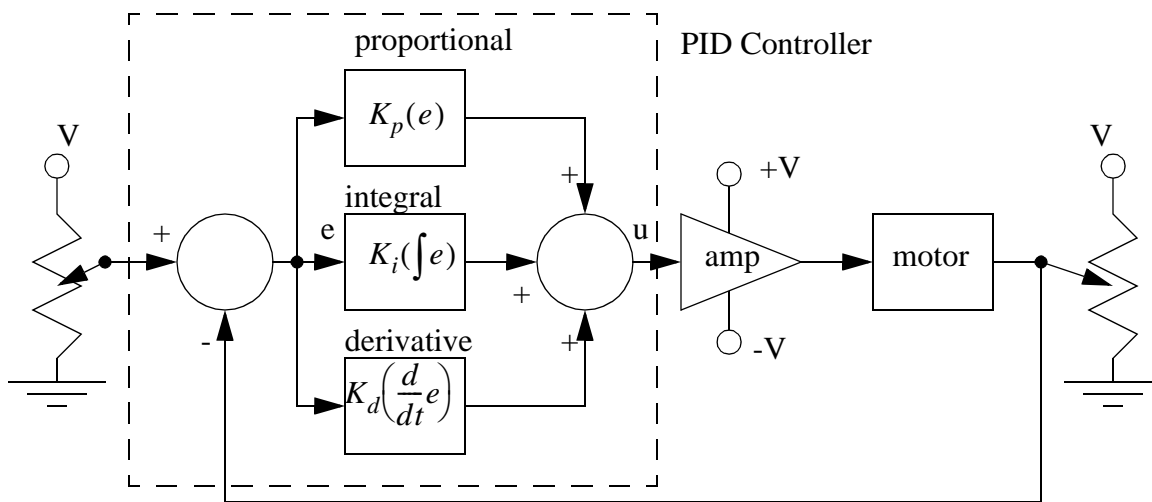 proportional
PID Controller
K_p(e)
V
V
+V
+
integral
+
e
K_i(∫e)
u
amp
motor
+
-
derivative
+
-V
K_d(d/dt e)